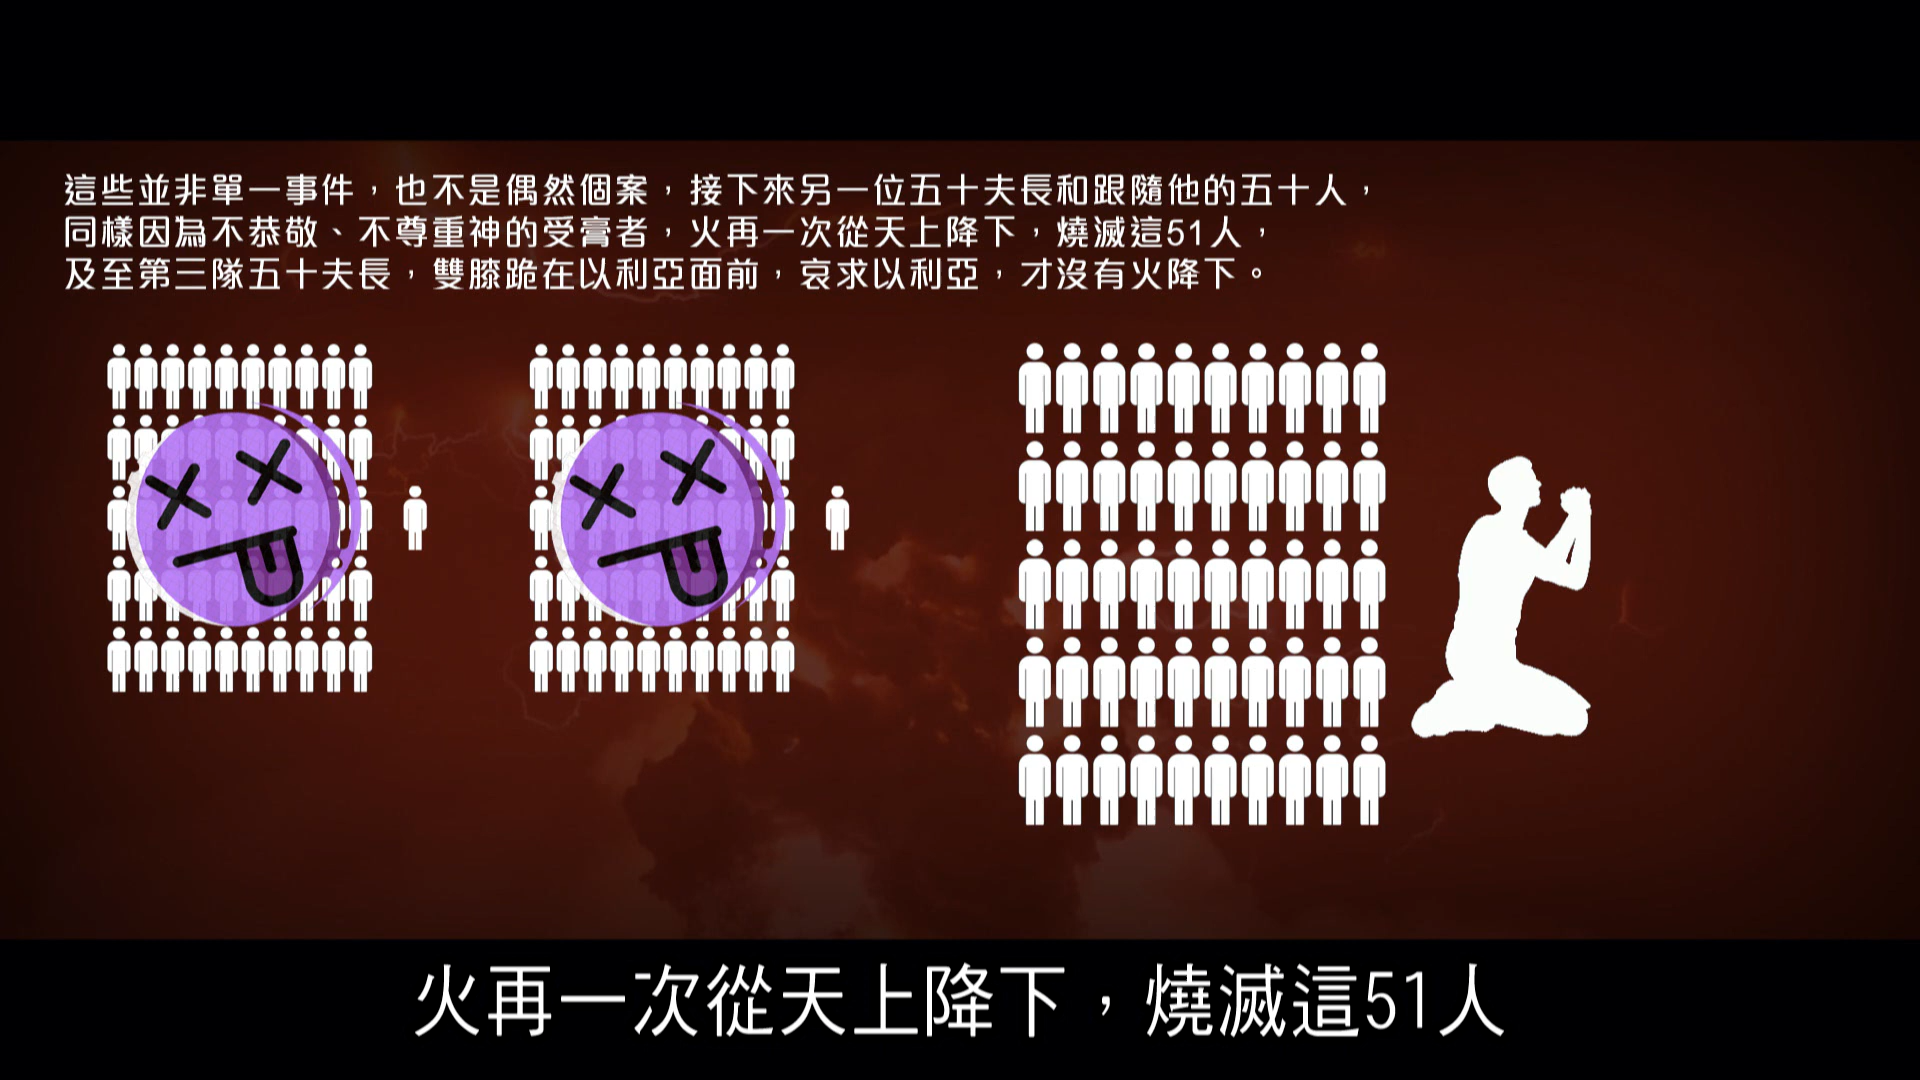 這些並非單一事件，也不是偶然個案，接下來另一位五十夫長和跟隨他的五十人，
同樣因為不恭敬、不尊重神的受膏者，火再一次從天上降下，燒滅這51人，
及至第三隊五十夫長，雙膝跪在以利亞面前，哀求以利亞，才沒有火降下。
火再一次從天上降下，燒滅這51人